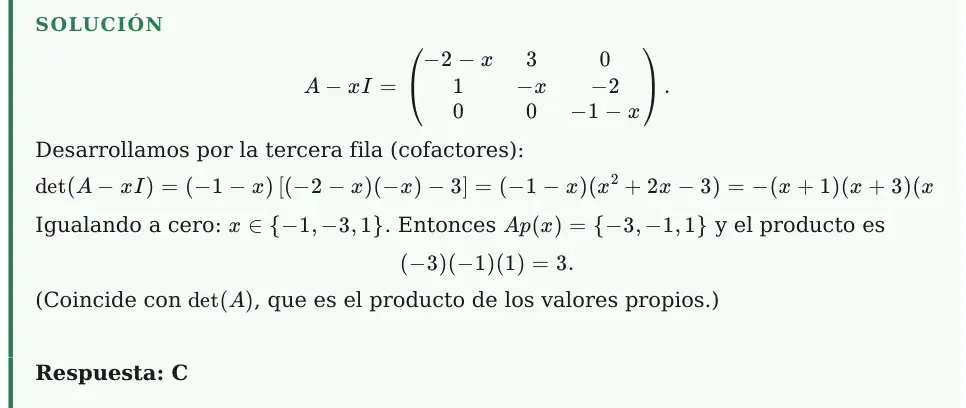 SOLUCIÓN
A − xI = ( −2 − x 3 0
1 −x −2
0 0 −1 − x ) .
Desarrollamos por la tercera fila (cofactores):
det(A − xI) = (−1 − x) [(−2 − x)(−x) − 3] = (−1 − x)(x² + 2x − 3) = −(x + 1)(x + 3)(x
Igualando a cero: x ∈ {−1, −3, 1}. Entonces Ap(x) = {−3, −1, 1} y el producto es
(−3)(−1)(1) = 3.
(Coincide con det(A), que es el producto de los valores propios.)
Respuesta: C